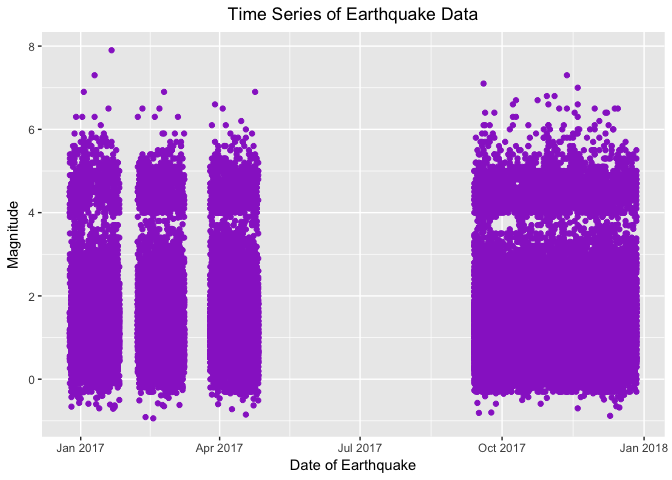 Time Series of Earthquake Data
8
6
4
2
0
Magnitude
Jan 2017 Apr 2017 Jul 2017 Oct 2017 Jan 2018
Date of Earthquake